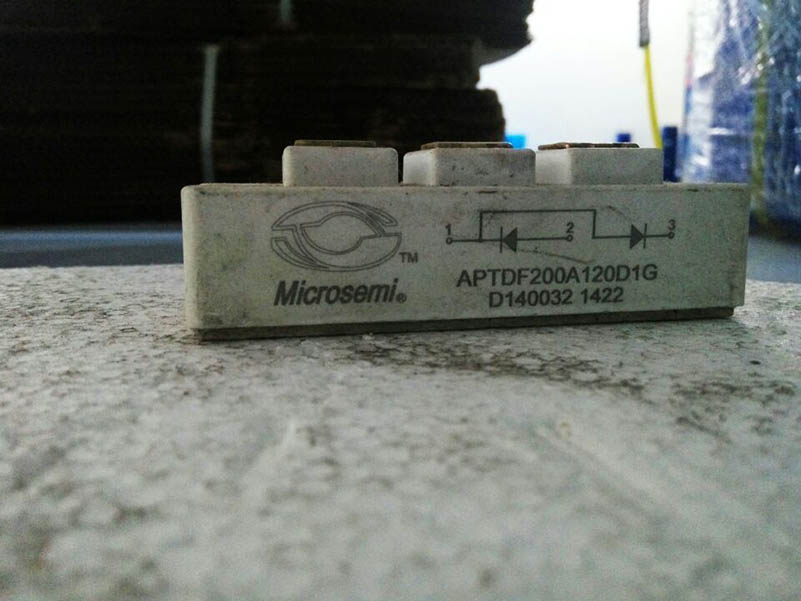 1 2 3
TM
Microsemi®
APTDF200A120D1G
D140032 1422